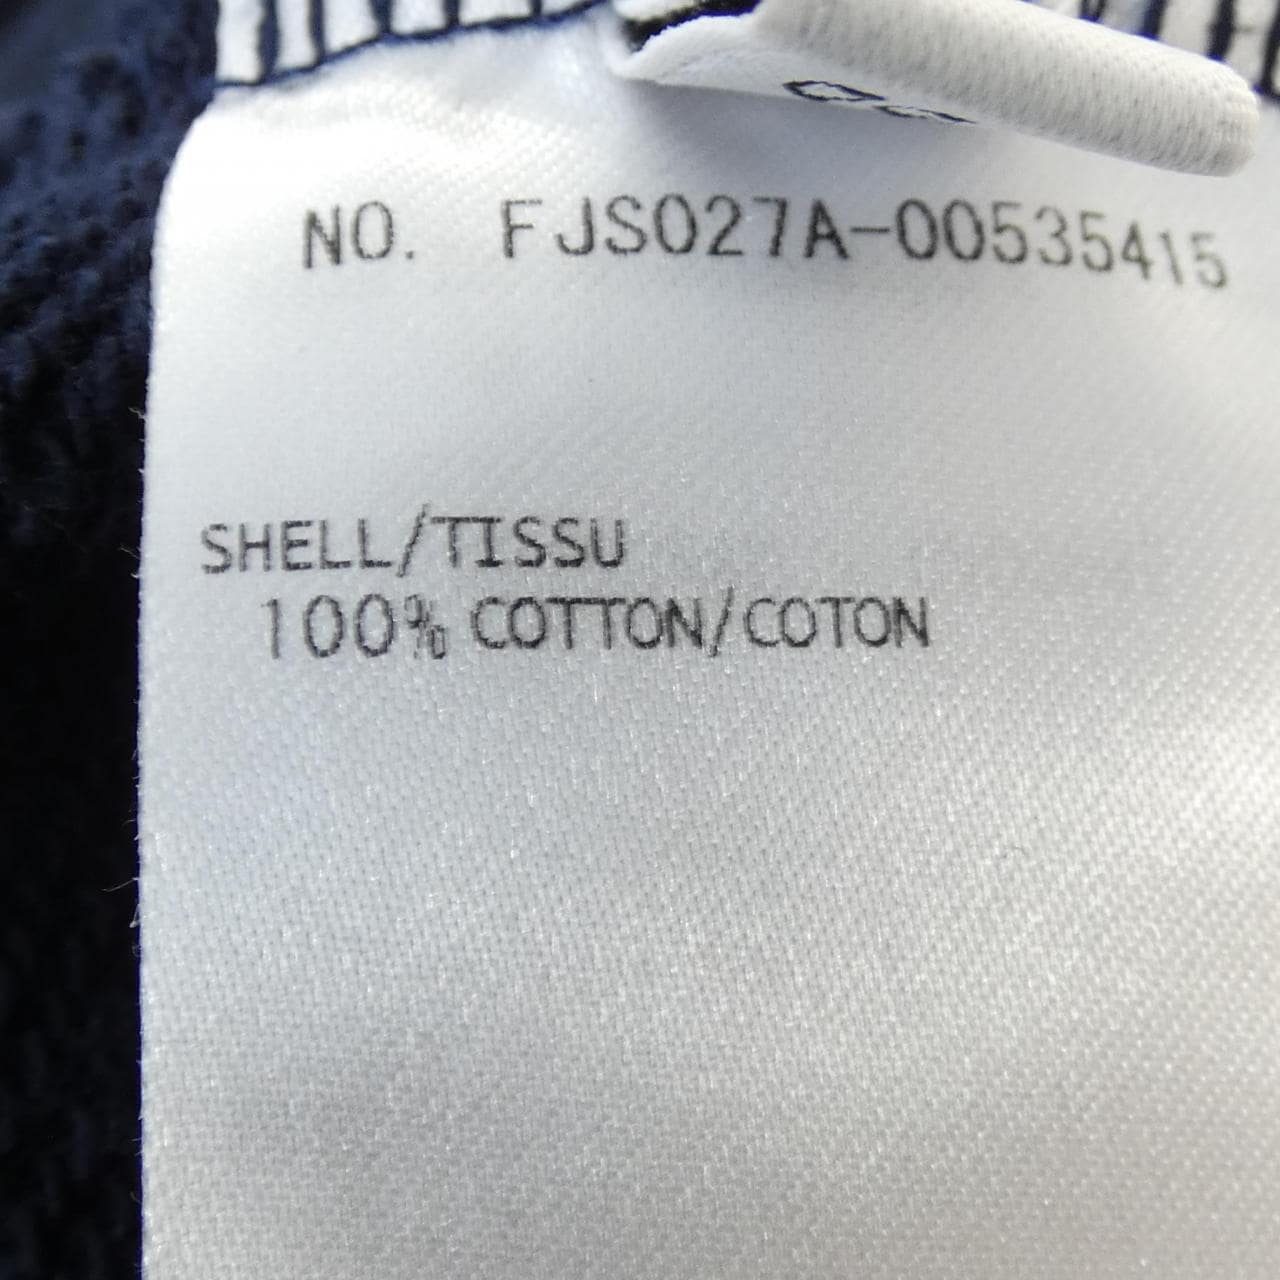 NO. FJS027A-00535415
SHELL/TISSU
100% COTTON/COTON